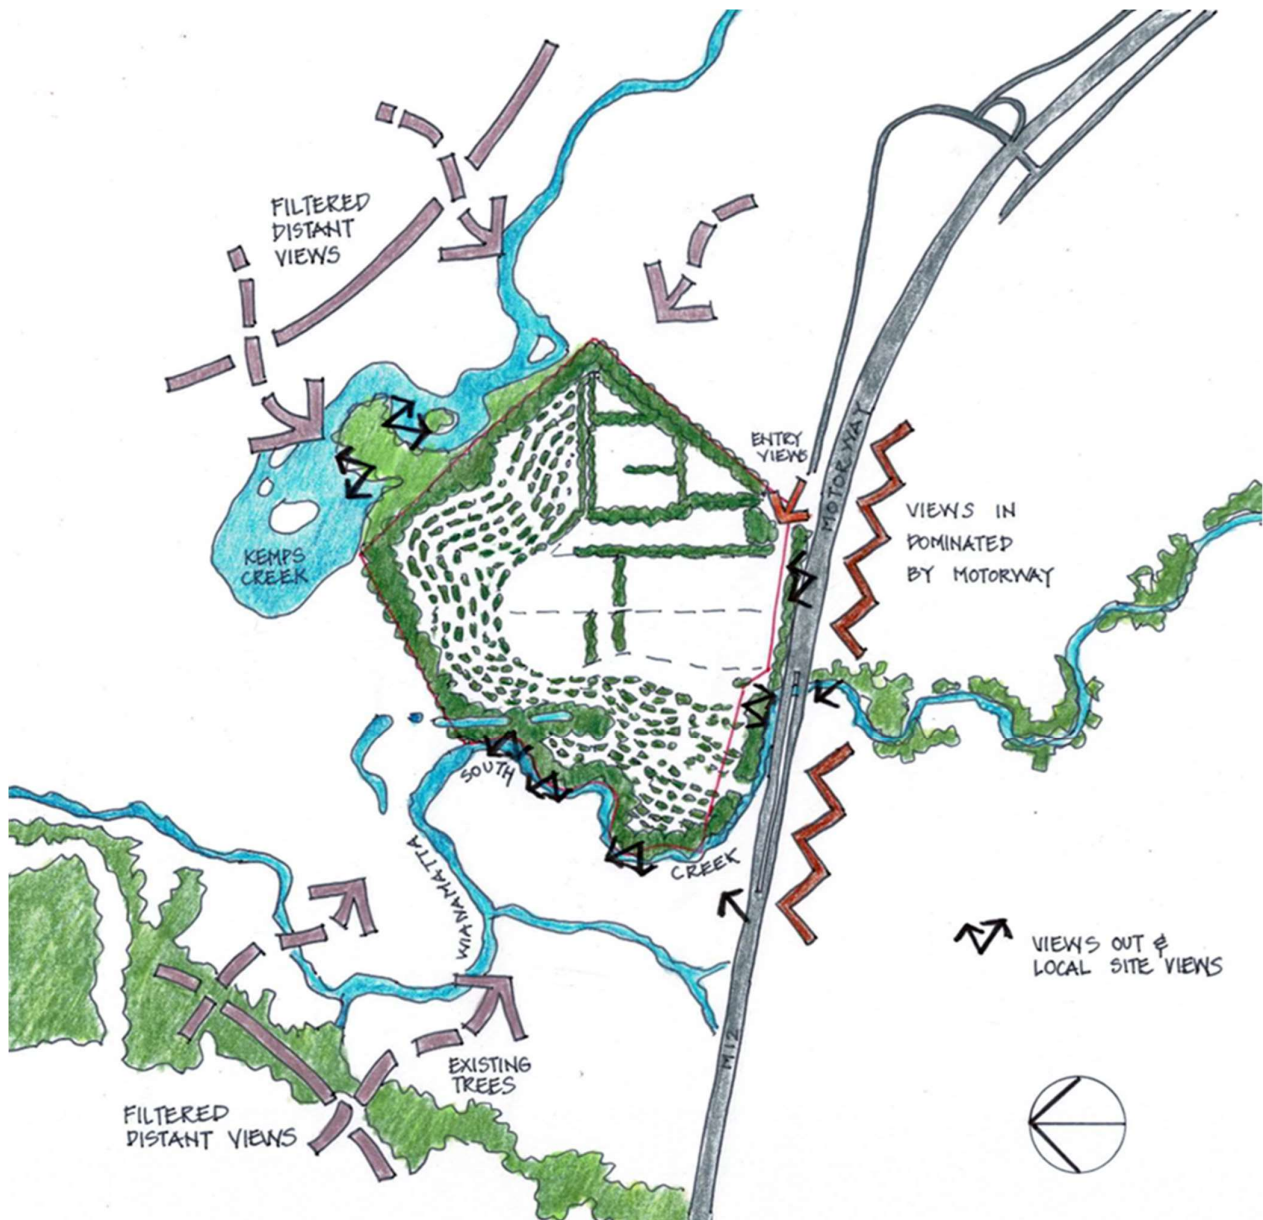 FILTERED
DISTANT
VIEWS
ENTRY
VIEWS
MOTORWAY
VIEWS IN
DOMINATED
BY MOTORWAY
KEMPS
CREEK
SOUTH
CREEK
WIANAMATTA
VIEWS OUT &
LOCAL SITE VIEWS
M12
EXISTING
TREES
FILTERED
DISTANT VIEWS